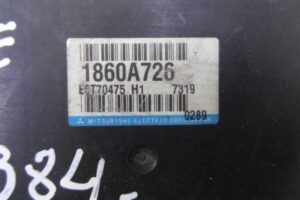 1860A726
E6T70475 H1 7319
0289
MITSUBISHI ELECTRIC CORPORATION
384-